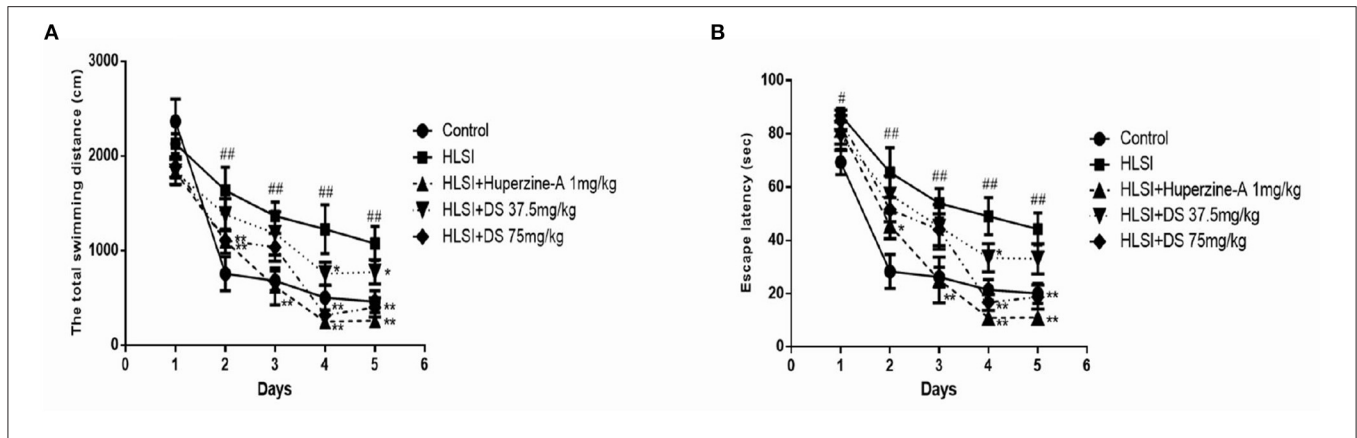 A
The total swimming distance (cm)
3000
2000
1000
0
##
##
##
##
**
**
**
*
**
**
*
**
**
0 1 2 3 4 5 6
Days
Control
HLSI
HLSI+Huperzine-A 1mg/kg
HLSI+DS 37.5mg/kg
HLSI+DS 75mg/kg
B
Escape latency (sec)
100
80
60
40
20
0
#
##
##
##
##
*
**
*
**
**
**
**
0 1 2 3 4 5 6
Days
Control
HLSI
HLSI+Huperzine-A 1mg/kg
HLSI+DS 37.5mg/kg
HLSI+DS 75mg/kg